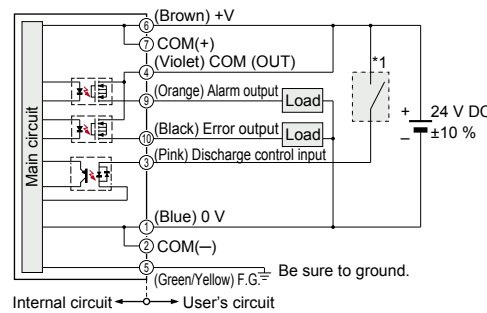 (Brown) +V
6
7 COM(+)
(Violet) COM (OUT)
4
*1
(Orange) Alarm output
9
Load
+ 24 V DC
– ±10 %
(Black) Error output
10
Load
(Pink) Discharge control input
3
Main circuit
(Blue) 0 V
1
2 COM(—)
5
(Green/Yellow) F.G.
Be sure to ground.
Internal circuit
User's circuit